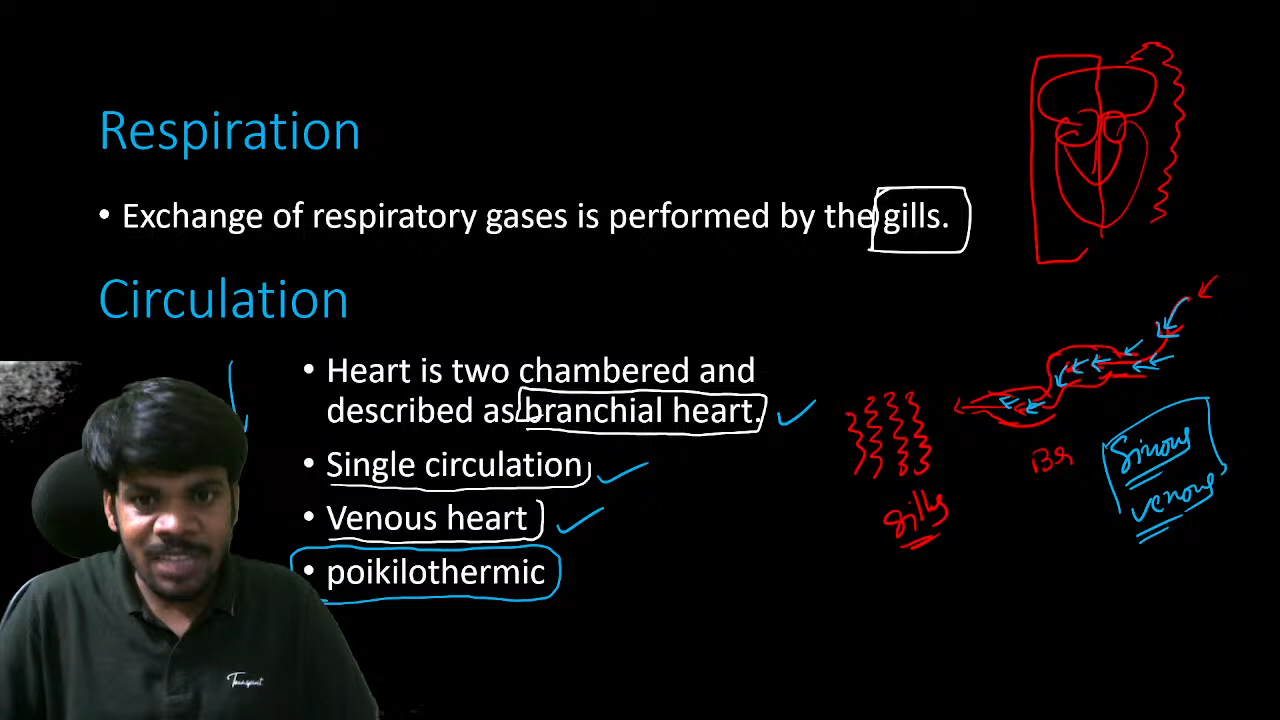 Respiration
• Exchange of respiratory gases is performed by the gills.
Circulation
• Heart is two chambered and
described as branchial heart.
• Single circulation
• Venous heart
• poikilothermic
gills
Sinous
venous